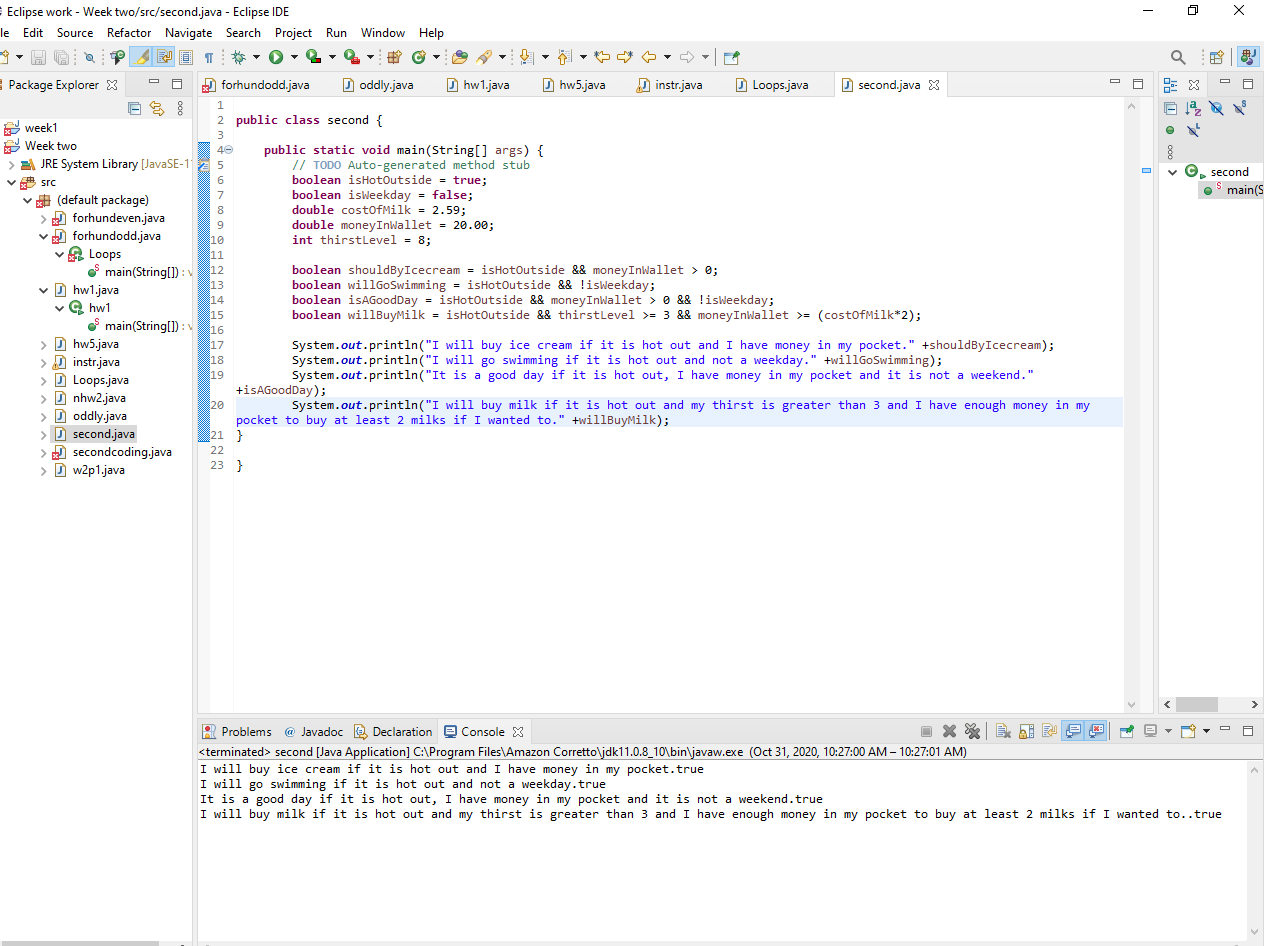 Eclipse work - Week two/src/second.java - Eclipse IDE
le Edit Source Refactor Navigate Search Project Run Window Help
Package Explorer
forhundodd.java oddly.java hw1.java hw5.java instr.java Loops.java second.java
week1
Week two
JRE System Library [JavaSE-1
src
(default package)
forhundeven.java
forhundodd.java
Loops
main(String[]) : v
hw1.java
hw1
main(String[]) : v
hw5.java
instr.java
Loops.java
nhw2.java
oddly.java
second.java
secondcoding.java
w2p1.java
1
2 public class second {
3
4 public static void main(String[] args) {
5 // TODO Auto-generated method stub
6 boolean isHotOutside = true;
7 boolean isWeekday = false;
8 double costOfMilk = 2.59;
9 double moneyInWallet = 20.00;
10 int thirstLevel = 8;
11
12 boolean shouldByIcecream = isHotOutside && moneyInWallet > 0;
13 boolean willGoSwimming = isHotOutside && !isWeekday;
14 boolean isAGoodDay = isHotOutside && moneyInWallet > 0 && !isWeekday;
15 boolean willBuyMilk = isHotOutside && thirstLevel >= 3 && moneyInWallet >= (costOfMilk*2);
16
17 System.out.println("I will buy ice cream if it is hot out and I have money in my pocket." +shouldByIcecream);
18 System.out.println("I will go swimming if it is hot out and not a weekday." +willGoSwimming);
19 System.out.println("It is a good day if it is hot out, I have money in my pocket and it is not a weekend."
+isAGoodDay);
20 System.out.println("I will buy milk if it is hot out and my thirst is greater than 3 and I have enough money in my
pocket to buy at least 2 milks if I wanted to." +willBuyMilk);
21 }
22
23 }
second
main(S
Problems @ Javadoc Declaration Console
<terminated> second [Java Application] C:\Program Files\Amazon Corretto\jdk11.0.8_10\bin\javaw.exe (Oct 31, 2020, 10:27:00 AM – 10:27:01 AM)
I will buy ice cream if it is hot out and I have money in my pocket.true
I will go swimming if it is hot out and not a weekday.true
It is a good day if it is hot out, I have money in my pocket and it is not a weekend.true
I will buy milk if it is hot out and my thirst is greater than 3 and I have enough money in my pocket to buy at least 2 milks if I wanted to..true